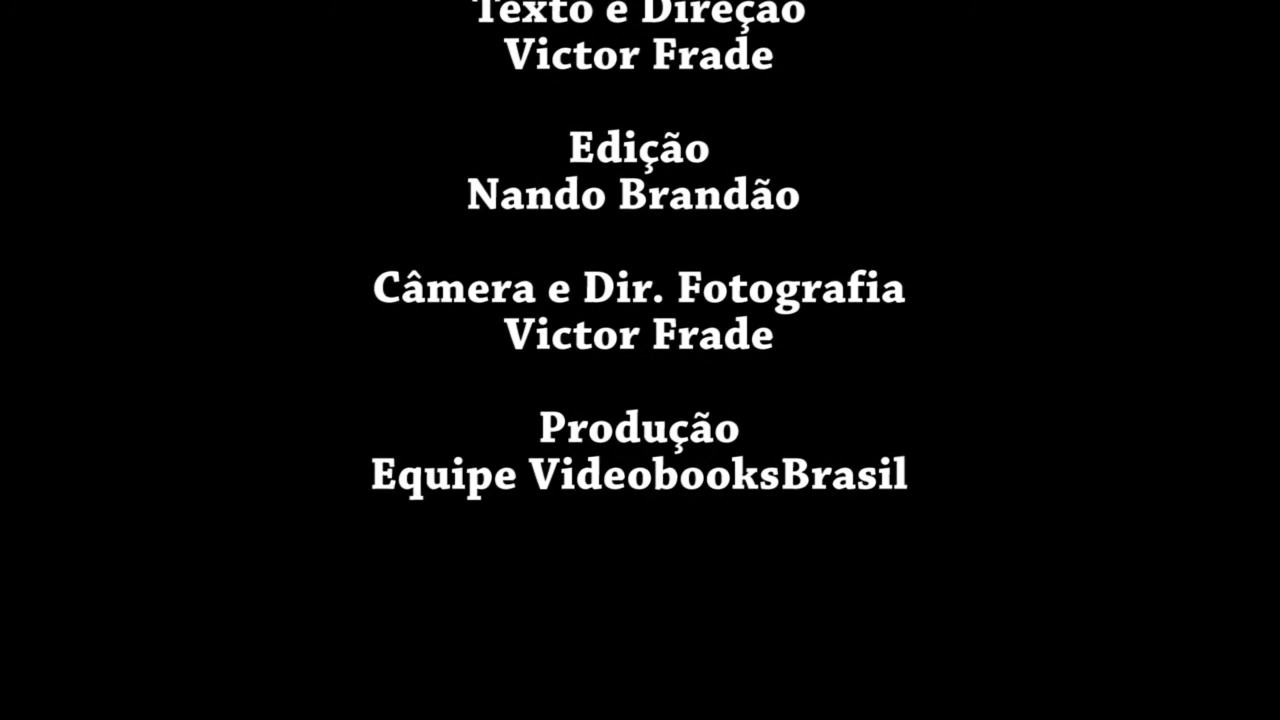 Texto e Direção
Victor Frade
Edição
Nando Brandão
Câmera e Dir. Fotografia
Victor Frade
Produção
Equipe VideobooksBrasil